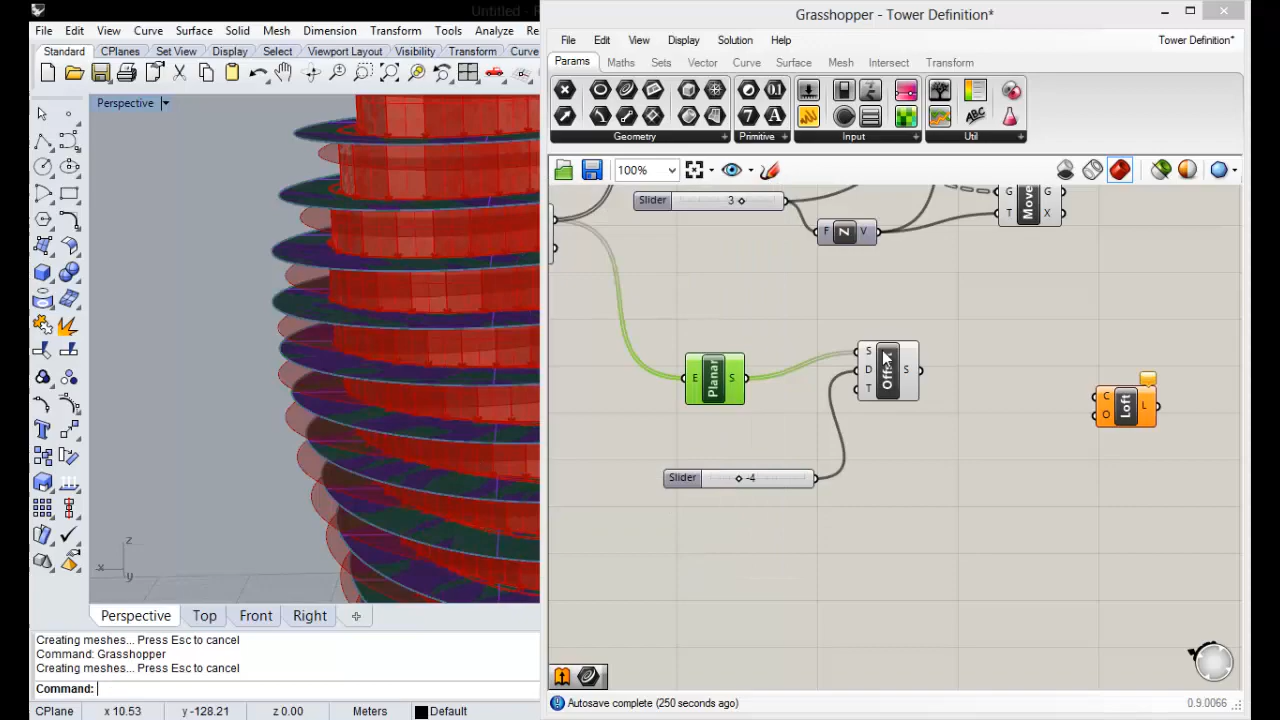 Untitled - R
File Edit View Curve Surface Solid Mesh Dimension Transform Tools Analyze Re
Standard CPlanes Set View Display Select Viewport Layout Visibility Transform Curve
Perspective
z
x
y
Perspective Top Front Right
Creating meshes... Press Esc to cancel
Command: Grasshopper
Creating meshes... Press Esc to cancel
Command:
CPlane x 10.53 y -128.21 z 0.00 Meters Default
Grasshopper - Tower Definition*
File Edit View Display Solution Help Tower Definition*
Params Maths Sets Vector Curve Surface Mesh Intersect Transform
Geometry Primitive Input Util
100%
Slider 3
F Z V
G Move G
T X
E Planar S
S
D S
T
Slider -4
C Loft L
O
Autosave complete (250 seconds ago) 0.9.0066